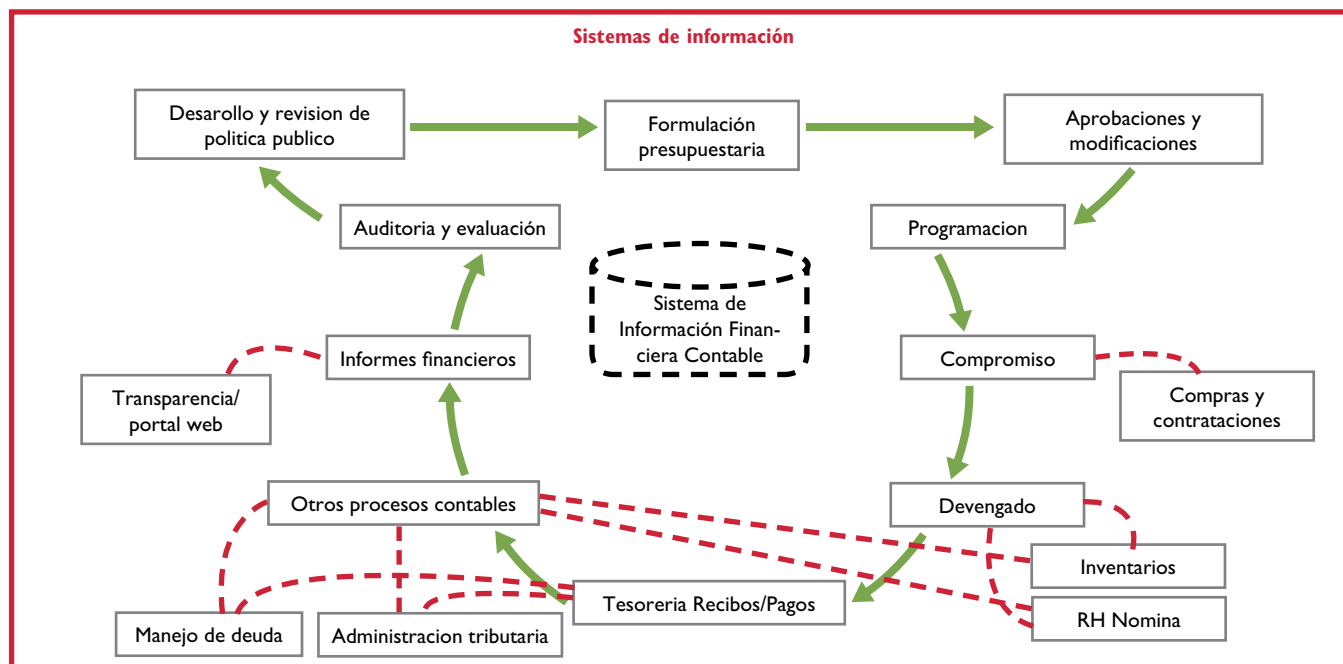 Sistemas de información
Desarollo y revision de
politica publico
Formulación
presupuestaria
Aprobaciones y
modificaciones
Auditoria y evaluación
Programacion
Sistema de
Información Finan-
ciera Contable
Informes financieros
Compromiso
Transparencia/
portal web
Compras y
contrataciones
Otros procesos contables
Devengado
Inventarios
Tesoreria Recibos/Pagos
RH Nomina
Manejo de deuda
Administracion tributaria